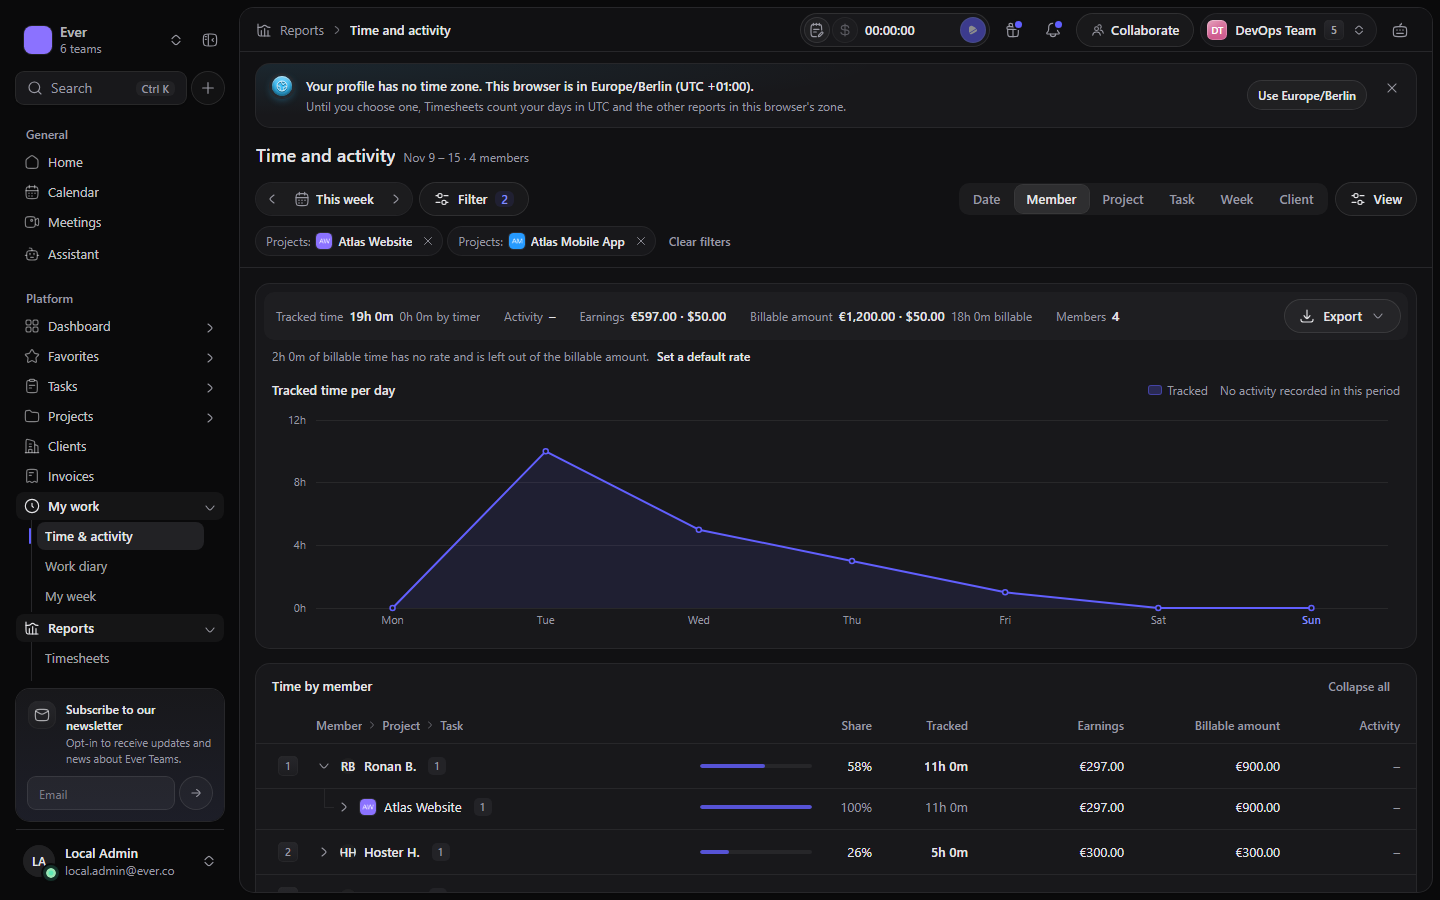 Ever
6 teams
Search
Ctrl K
General
Home
Calendar
Meetings
Assistant
Platform
Dashboard
Favorites
Tasks
Projects
Clients
Invoices
My work
Time & activity
Work diary
My week
Reports
Timesheets
Subscribe to our
newsletter
Opt-in to receive updates and
news about Ever Teams.
Email
LA
Local Admin
local.admin@ever.co
Reports
Time and activity
$
00:00:00
Collaborate
DT
DevOps Team
5
Your profile has no time zone. This browser is in Europe/Berlin (UTC +01:00).
Until you choose one, Timesheets count your days in UTC and the other reports in this browser's zone.
Use Europe/Berlin
Time and activity
Nov 9 – 15 · 4 members
This week
Filter
2
Date
Member
Project
Task
Week
Client
View
Projects:
AW
Atlas Website
Projects:
AM
Atlas Mobile App
Clear filters
Tracked time 19h 0m 0h 0m by timer
Activity –
Earnings €597.00 · $50.00
Billable amount €1,200.00 · $50.00 18h 0m billable
Members 4
Export
2h 0m of billable time has no rate and is left out of the billable amount. Set a default rate
Tracked time per day
Tracked
No activity recorded in this period
12h
8h
4h
0h
Mon
Tue
Wed
Thu
Fri
Sat
Sun
Time by member
Collapse all
Member
Project
Task
Share
Tracked
Earnings
Billable amount
Activity
1
RB
Ronan B.
1
58%
11h 0m
€297.00
€900.00
–
AW
Atlas Website
1
100%
11h 0m
€297.00
€900.00
–
2
HH
Hoster H.
1
26%
5h 0m
€300.00
€300.00
–